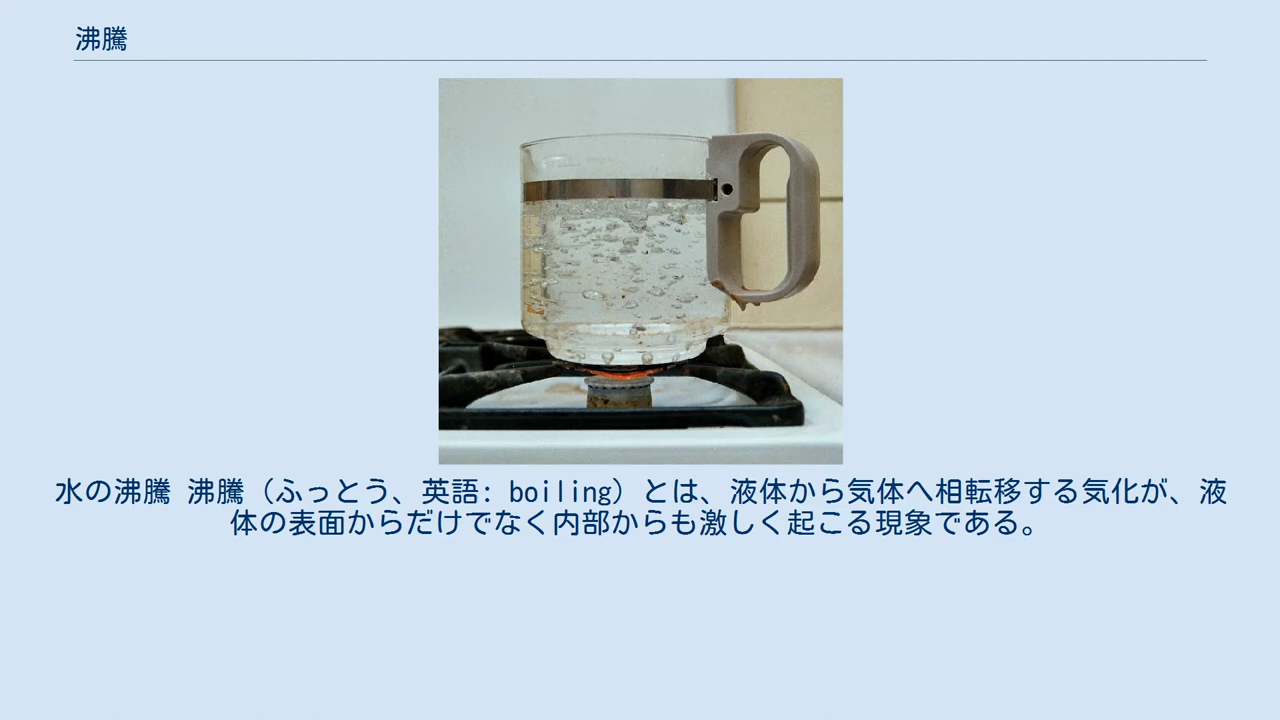 沸騰
水の沸騰 沸騰（ふっとう、英語: boiling）とは、液体から気体へ相転移する気化が、液
体の表面からだけでなく内部からも激しく起こる現象である。